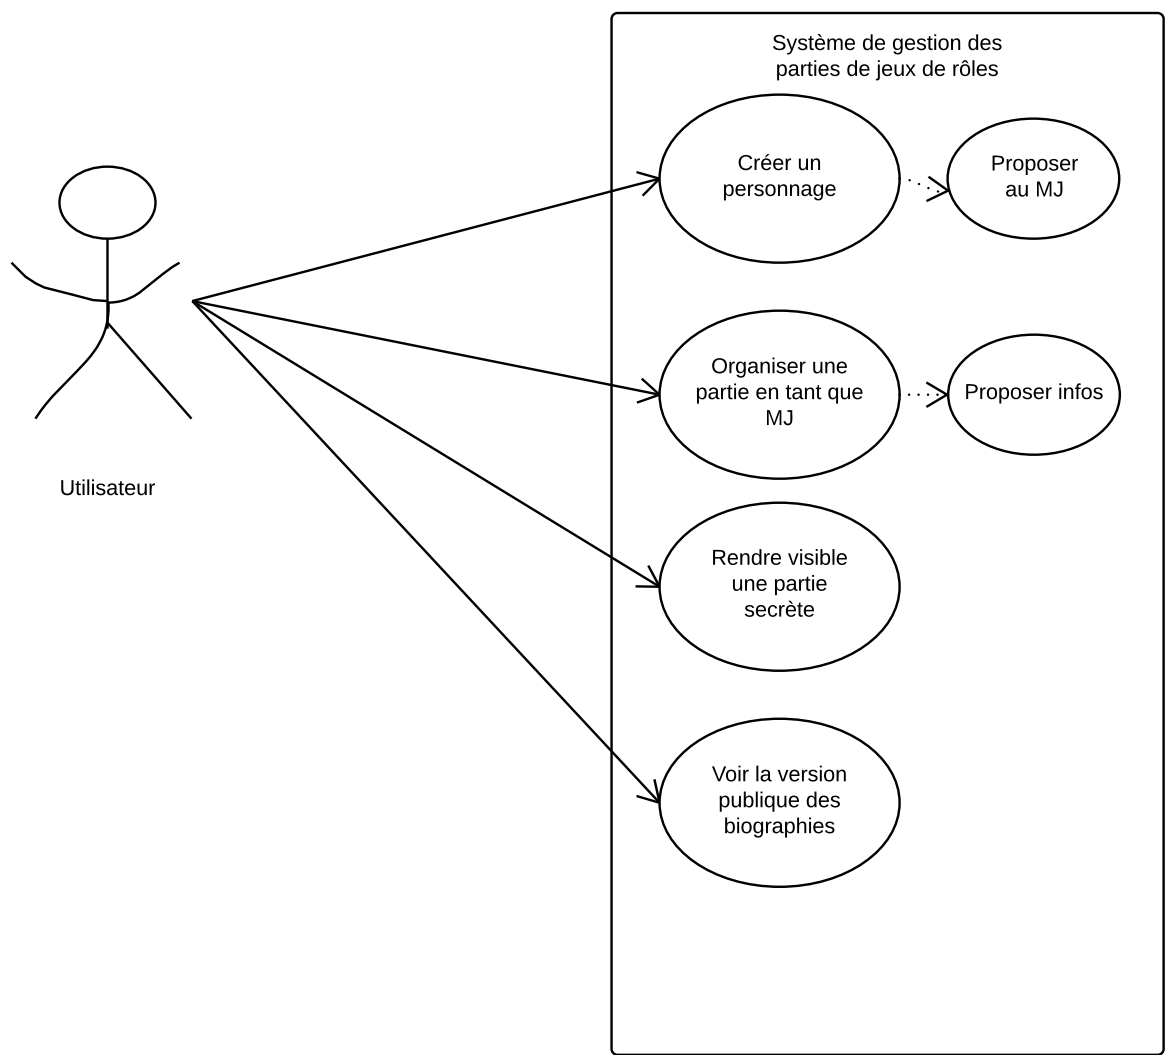 Système de gestion des
parties de jeux de rôles
Créer un
personnage
Proposer
au MJ
Organiser une
partie en tant que
MJ
Proposer infos
Utilisateur
Rendre visible
une partie
secrète
Voir la version
publique des
biographies